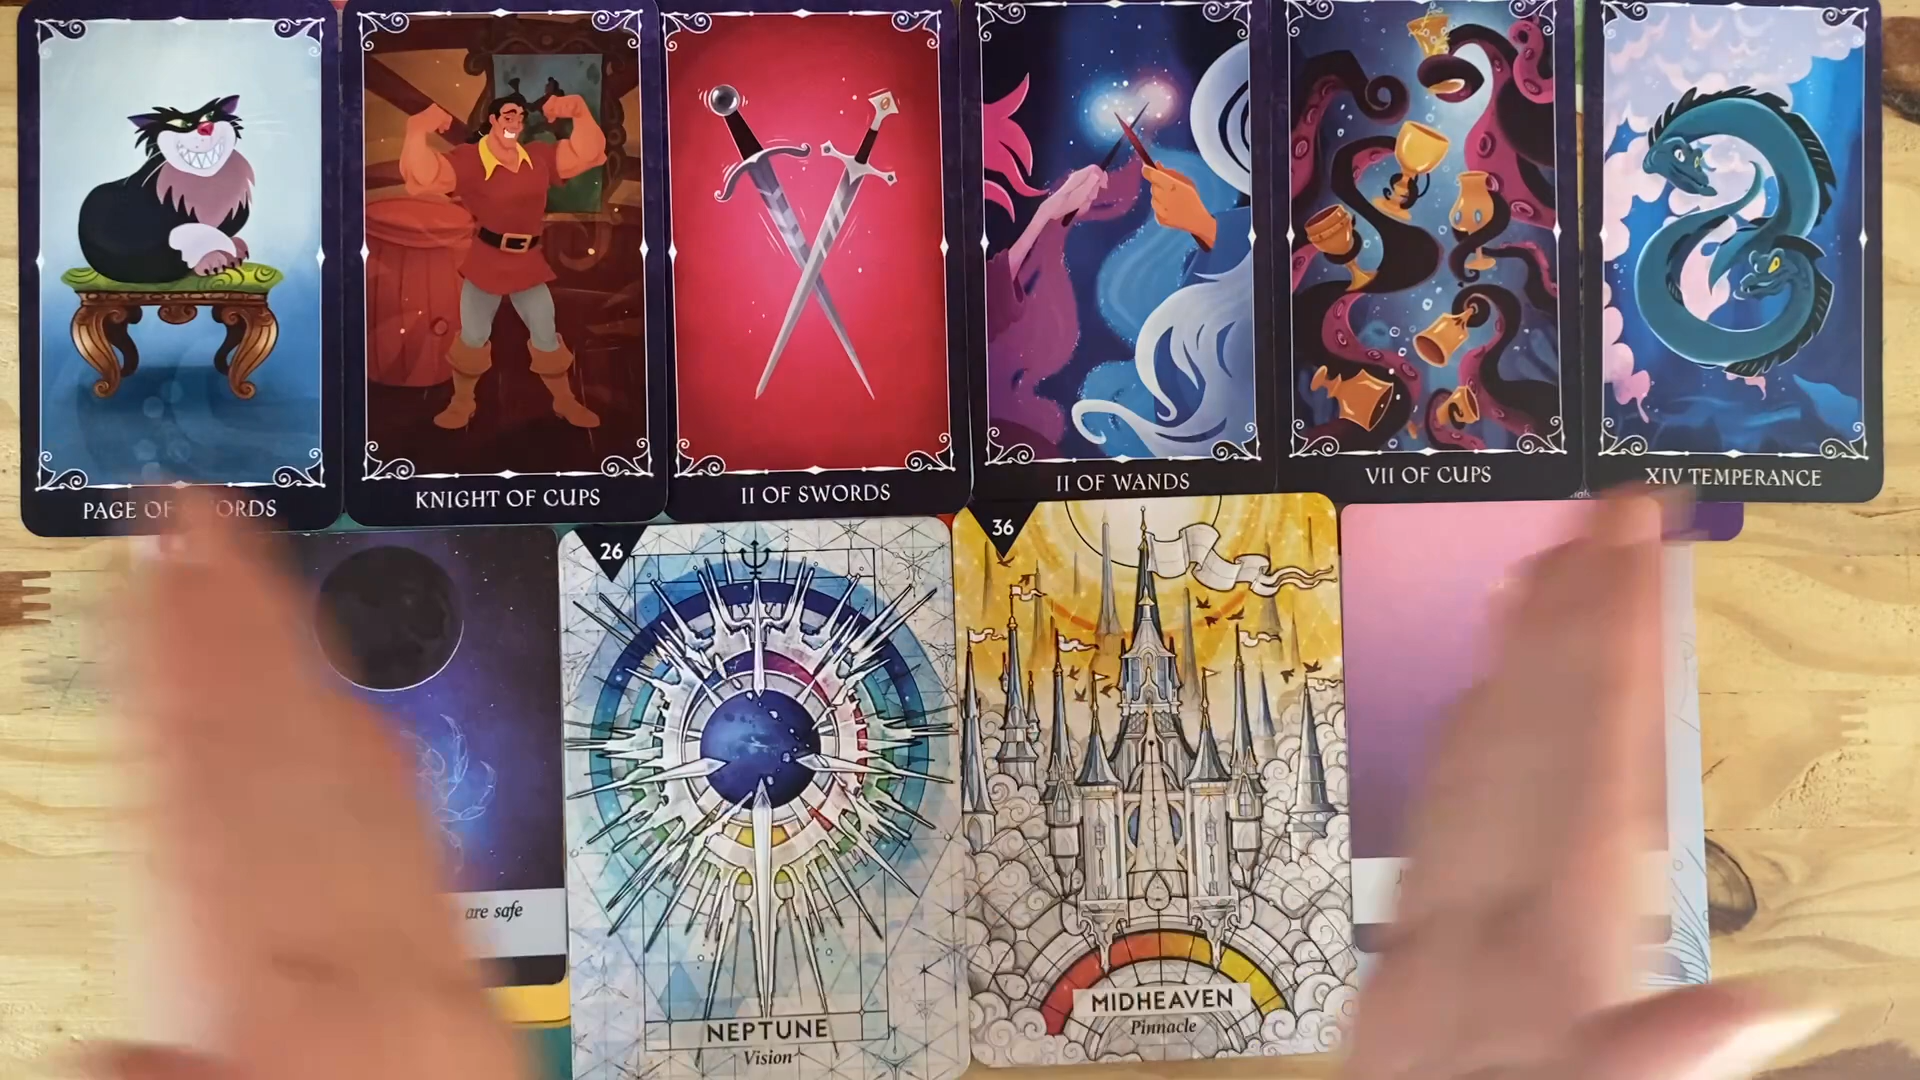 PAGE OF SWORDS
KNIGHT OF CUPS
II OF SWORDS
II OF WANDS
VII OF CUPS
XIV TEMPERANCE
are safe
26
NEPTUNE
Vision
36
MIDHEAVEN
Pinnacle